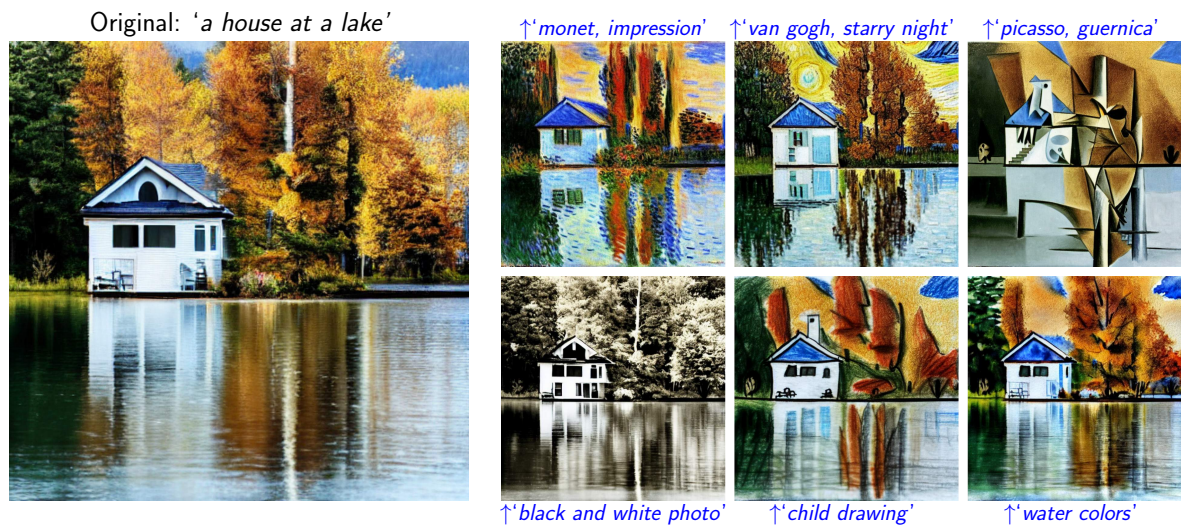 Original: ‘a house at a lake’
↑‘monet, impression’
↑‘van gogh, starry night’
↑‘picasso, guernica’
↑‘black and white photo’
↑‘child drawing’
↑‘water colors’